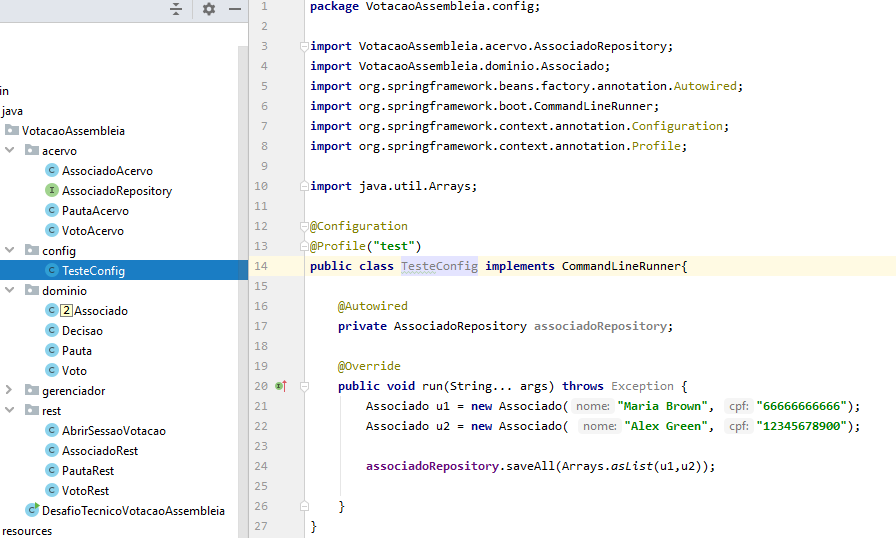 in
java
VotacaoAssembleia
acervo
AssociadoAcervo
AssociadoRepository
PautaAcervo
VotoAcervo
config
TesteConfig
dominio
2 Associado
Decisao
Pauta
Voto
gerenciador
rest
AbrirSessaoVotacao
AssociadoRest
PautaRest
VotoRest
DesafioTecnicoVotacaoAssembleia
resources
1 package VotacaoAssembleia.config;
2
3 import VotacaoAssembleia.acervo.AssociadoRepository;
4 import VotacaoAssembleia.dominio.Associado;
5 import org.springframework.beans.factory.annotation.Autowired;
6 import org.springframework.boot.CommandLineRunner;
7 import org.springframework.context.annotation.Configuration;
8 import org.springframework.context.annotation.Profile;
9
10 import java.util.Arrays;
11
12 @Configuration
13 @Profile("test")
14 public class TesteConfig implements CommandLineRunner{
15
16 @Autowired
17 private AssociadoRepository associadoRepository;
18
19 @Override
20 public void run(String... args) throws Exception {
21 Associado u1 = new Associado( nome: "Maria Brown", cpf: "66666666666");
22 Associado u2 = new Associado( nome: "Alex Green", cpf: "12345678900");
23
24 associadoRepository.saveAll(Arrays.asList(u1,u2));
25
26 }
27 }